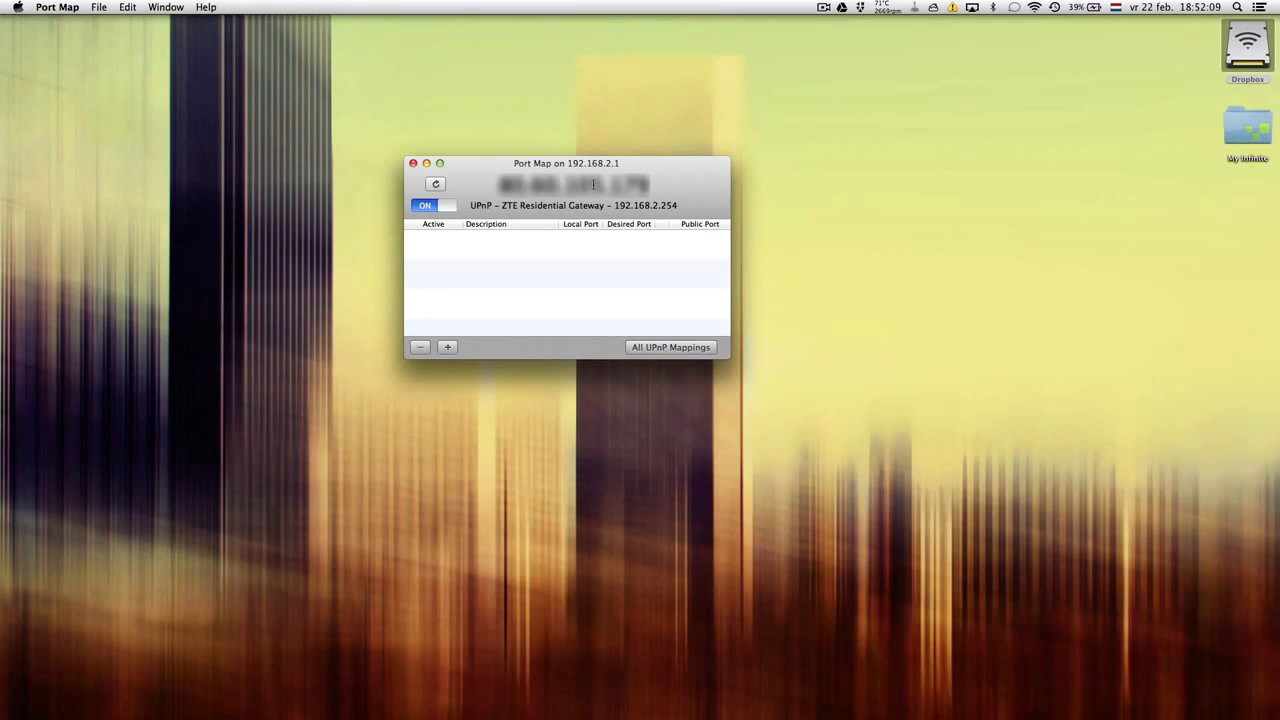 Port Map File Edit Window Help
71°C
2669rpm
39%
vr 22 feb. 18:52:09
Dropbox
My Infinite
Port Map on 192.168.2.1
ON
UPnP – ZTE Residential Gateway – 192.168.2.254
Active Description Local Port Desired Port Public Port
− + All UPnP Mappings